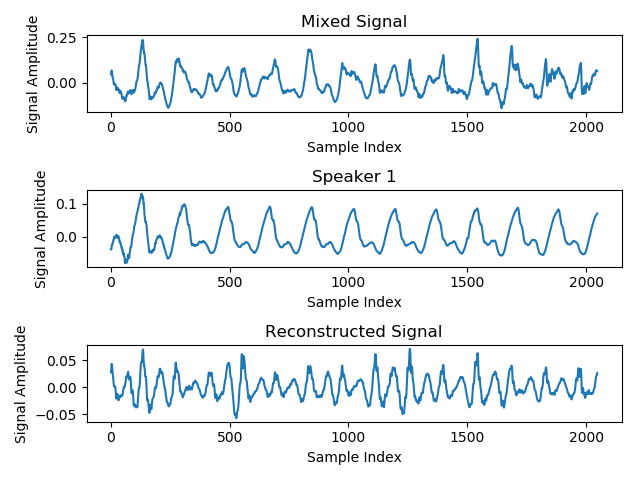 Mixed Signal
Signal Amplitude
0.25
0.00
0
500
1000
1500
2000
Sample Index
Speaker 1
Signal Amplitude
0.1
0.0
0
500
1000
1500
2000
Sample Index
Reconstructed Signal
Signal Amplitude
0.05
0.00
−0.05
0
500
1000
1500
2000
Sample Index